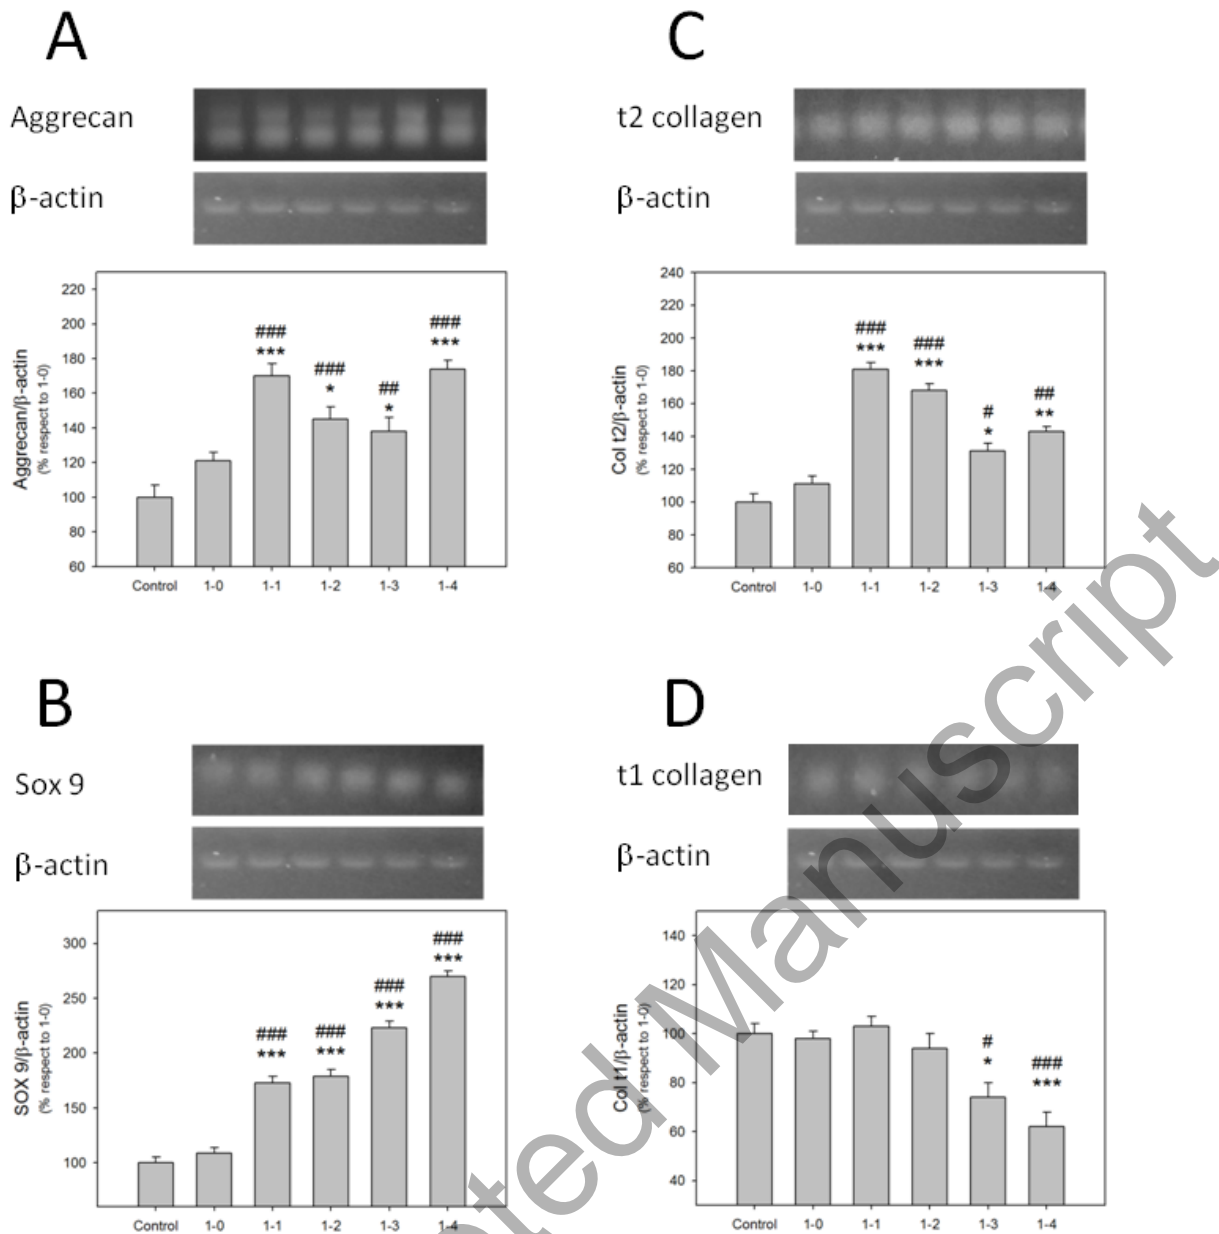 A
Aggrecan
β-actin
Aggrecan/β-actin
(% respect to 1-0)
220
200
180
160
140
120
100
80
60
###
***
###
*
##
*
###
***
Control 1-0 1-1 1-2 1-3 1-4
C
t2 collagen
β-actin
Col t2/β-actin
(% respect to 1-0)
240
220
200
180
160
140
120
100
80
60
###
***
###
***
#
*
##
**
Control 1-0 1-1 1-2 1-3 1-4
B
Sox 9
β-actin
SOX 9/β-actin
(% respect to 1-0)
300
250
200
150
100
###
***
###
***
###
***
###
***
Control 1-0 1-1 1-2 1-3 1-4
D
t1 collagen
β-actin
Col t1/β-actin
(% respect to 1-0)
140
120
100
80
60
40
#
*
###
***
Control 1-0 1-1 1-2 1-3 1-4
ted Manuscript